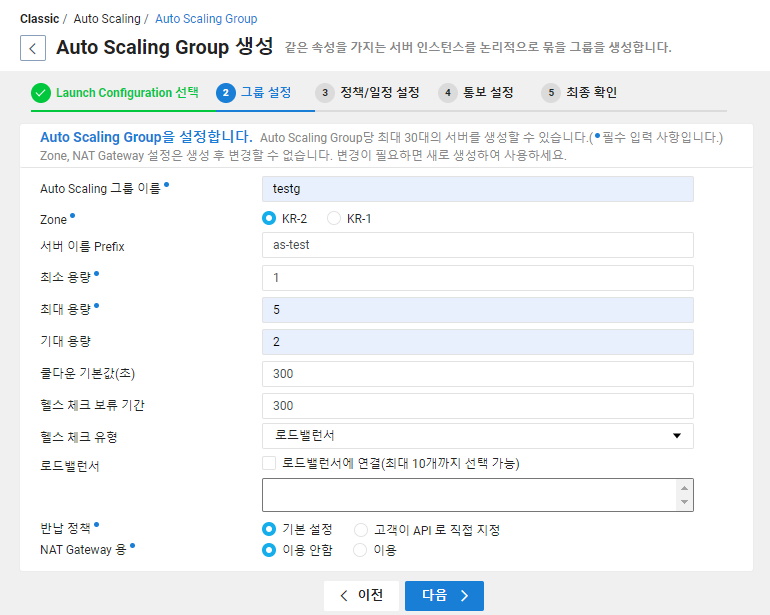 Classic / Auto Scaling / Auto Scaling Group
Auto Scaling Group 생성 같은 속성을 가지는 서버 인스턴스를 논리적으로 묶을 그룹을 생성합니다.
Launch Configuration 선택 2 그룹 설정 3 정책/일정 설정 4 통보 설정 5 최종 확인
Auto Scaling Group을 설정합니다. Auto Scaling Group당 최대 30대의 서버를 생성할 수 있습니다.(•필수 입력 사항입니다.)
Zone, NAT Gateway 설정은 생성 후 변경할 수 없습니다. 변경이 필요하면 새로 생성하여 사용하세요.
Auto Scaling 그룹 이름• testg
Zone• KR-2 KR-1
서버 이름 Prefix as-test
최소 용량• 1
최대 용량• 5
기대 용량 2
쿨다운 기본값(초) 300
헬스 체크 보류 기간 300
헬스 체크 유형 로드밸런서
로드밸런서 로드밸런서에 연결(최대 10개까지 선택 가능)
반납 정책• 기본 설정 고객이 API 로 직접 지정
NAT Gateway 용• 이용 안함 이용
이전 다음